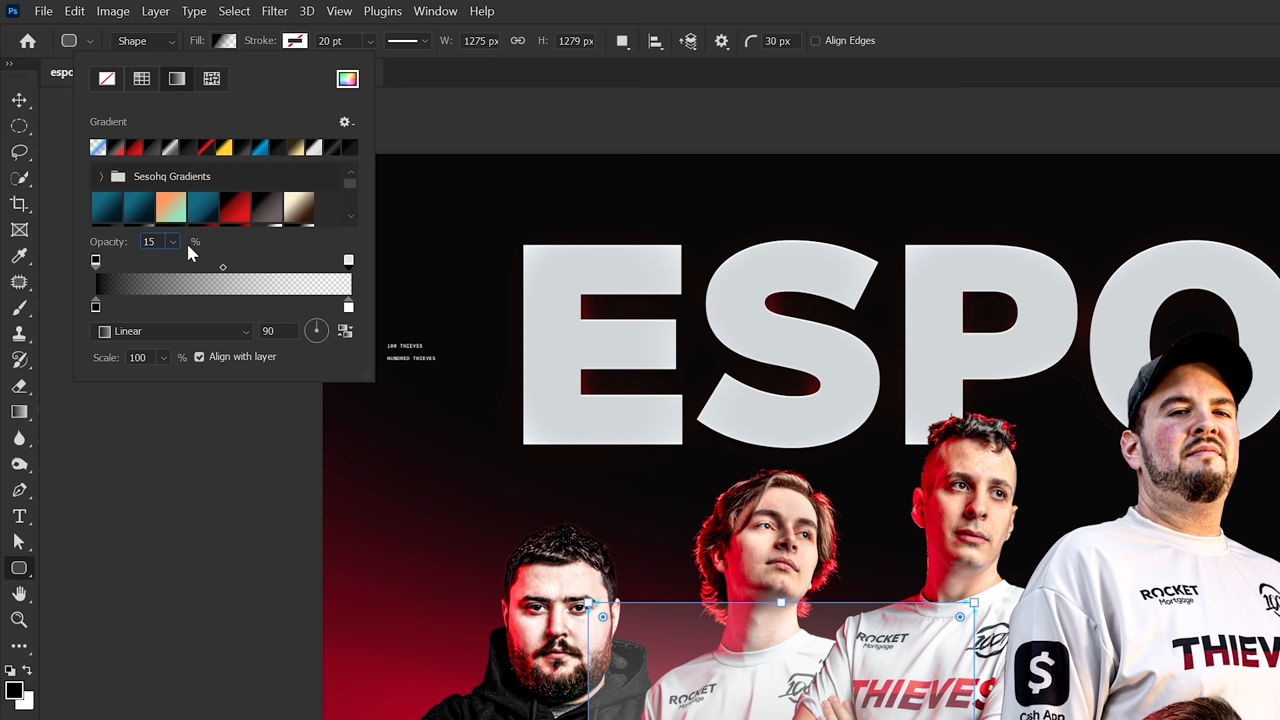 Ps File Edit Image Layer Type Select Filter 3D View Plugins Window Help
Shape Fill: Stroke: 20 pt W: 1275 px H: 1279 px 30 px Align Edges
espo
Gradient
Sesohq Gradients
Opacity: 15 %
Linear 90
Scale: 100 % Align with layer
100 THIEVES
HUNDRED THIEVES
ESPO
ROCKET
Mortgage
THIEV
ROCKET
Mortgage
THIEVES
ROCKET
Mortgage
$
Cash App